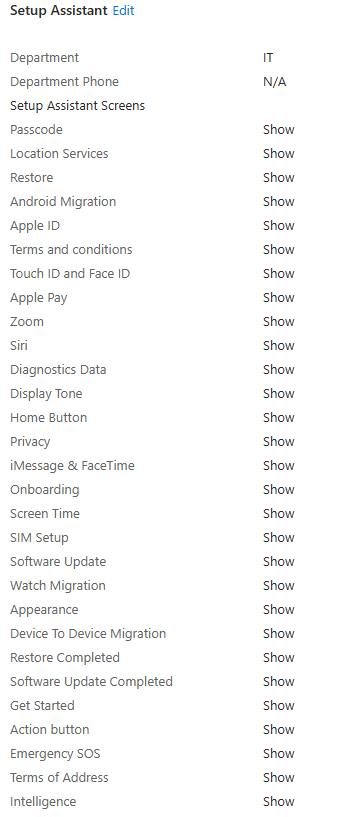 Setup Assistant Edit
Department IT
Department Phone N/A
Setup Assistant Screens
Passcode Show
Location Services Show
Restore Show
Android Migration Show
Apple ID Show
Terms and conditions Show
Touch ID and Face ID Show
Apple Pay Show
Zoom Show
Siri Show
Diagnostics Data Show
Display Tone Show
Home Button Show
Privacy Show
iMessage & FaceTime Show
Onboarding Show
Screen Time Show
SIM Setup Show
Software Update Show
Watch Migration Show
Appearance Show
Device To Device Migration Show
Restore Completed Show
Software Update Completed Show
Get Started Show
Action button Show
Emergency SOS Show
Terms of Address Show
Intelligence Show